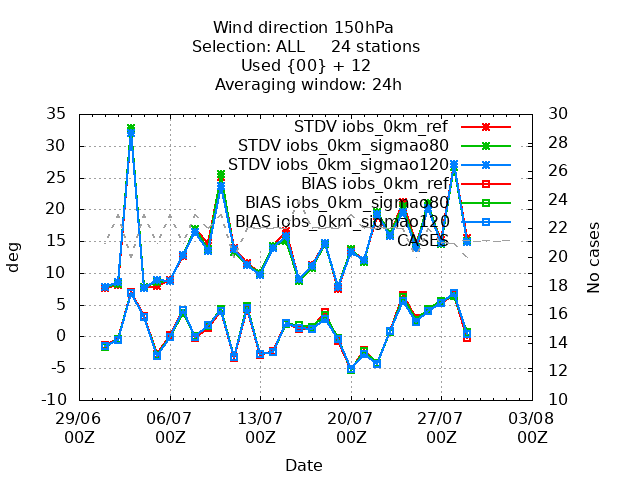 Wind direction 150hPa
Selection: ALL 24 stations
Used {00} + 12
Averaging window: 24h
35
30
25
20
15
10
5
0
-5
-10
deg
30
28
26
24
22
20
18
16
14
12
10
No cases
STDV iobs_0km_ref
STDV iobs_0km_sigmao80
STDV iobs_0km_sigmao120
BIAS iobs_0km_ref
BIAS iobs_0km_sigmao80
BIAS iobs_0km_sigmao120
CASES
29/06 06/07 13/07 20/07 27/07 03/08
00Z 00Z 00Z 00Z 00Z 00Z
Date